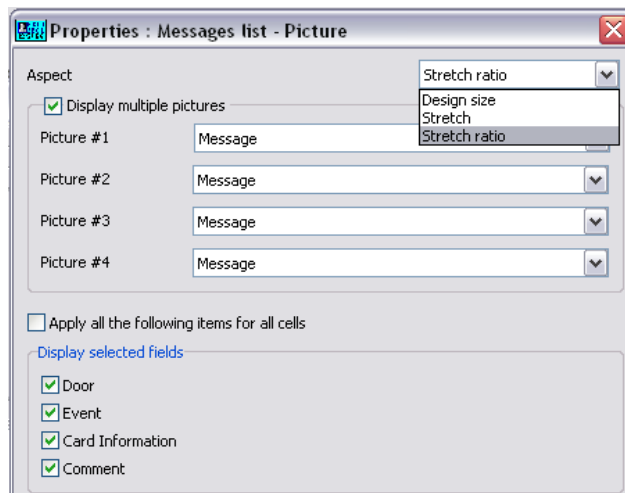 Properties : Messages list - Picture
Aspect
Stretch ratio
Design size
Stretch
Stretch ratio
Display multiple pictures
Picture #1
Message
Picture #2
Message
Picture #3
Message
Picture #4
Message
Apply all the following items for all cells
Display selected fields
Door
Event
Card Information
Comment